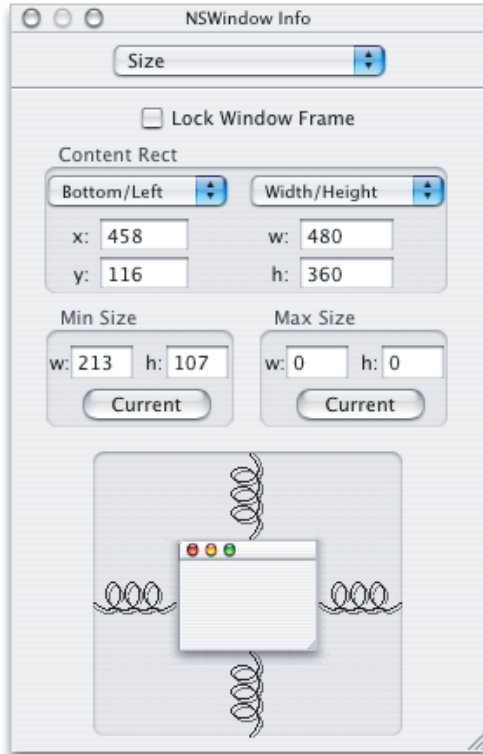 NSWindow Info
Size
Lock Window Frame
Content Rect
Bottom/Left Width/Height
x: 458 w: 480
y: 116 h: 360
Min Size Max Size
w: 213 h: 107 w: 0 h: 0
Current Current